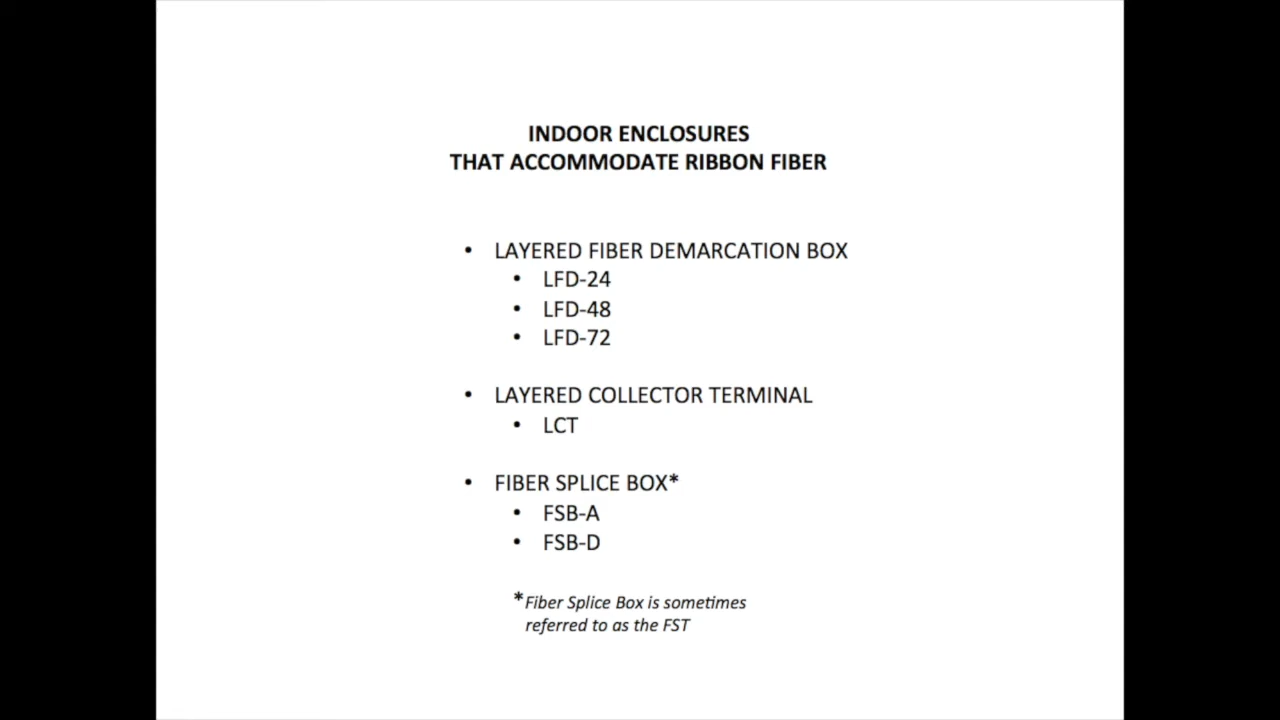 INDOOR ENCLOSURES
THAT ACCOMMODATE RIBBON FIBER
• LAYERED FIBER DEMARCATION BOX
• LFD-24
• LFD-48
• LFD-72
• LAYERED COLLECTOR TERMINAL
• LCT
• FIBER SPLICE BOX*
• FSB-A
• FSB-D
*Fiber Splice Box is sometimes
referred to as the FST